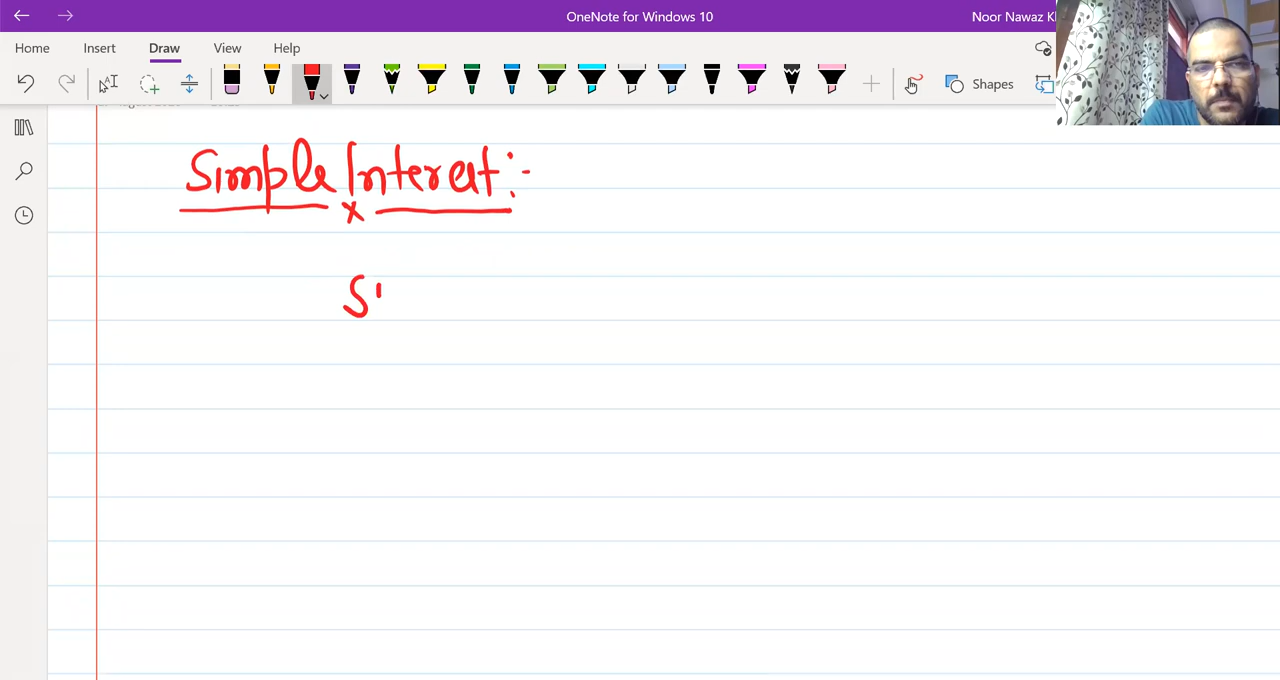 OneNote for Windows 10
Noor Nawaz K
Home Insert Draw View Help
Shapes
Simple Interest:-
S